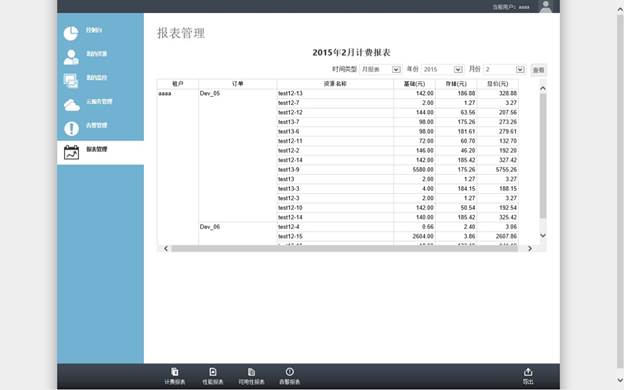 当前用户：aaaa
控制台
我的资源
我的监控
云服务管理
告警管理
报表管理
报表管理
2015年2月计费报表
时间类型 月报表 年份 2015 月份 2 查看
租户 订单 资源名称 基础(元) 存储(元) 总价(元)
aaaa Dev_05 test12-13 142.00 186.88 328.88
test12-7 2.00 1.27 3.27
test12-12 144.00 63.56 207.56
test13-7 98.00 175.26 273.26
test13-6 98.00 181.61 279.61
test12-11 72.00 60.70 132.70
test12-2 146.00 46.20 192.20
test12-14 142.00 185.42 327.42
test13-9 5580.00 175.26 5755.26
test13 2.00 1.27 3.27
test13-3 4.00 184.15 188.15
test12-3 2.00 1.27 3.27
test12-10 142.00 50.54 192.54
test12-14 140.00 185.42 325.42
Dev_06 test12-4 0.66 2.40 3.06
test12-15 2604.00 3.86 2607.86
计费报表 性能报表 可用性报表 告警报表 导出